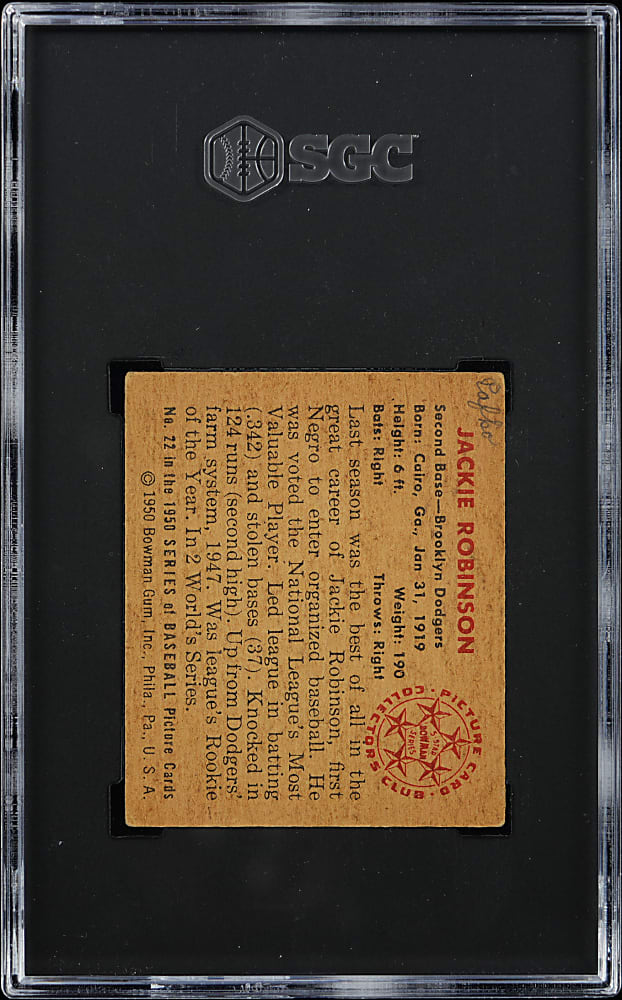 SGC
Pafko
JACKIE ROBINSON
Second Base—Brooklyn Dodgers
Born: Cairo, Ga., Jan 31, 1919
Height: 6 ft. Weight: 190
Bats: Right Throws: Right
PICTURE CARD COLLECTORS CLUB
5 STAR
BOWMAN
SERIES
Last season was the best of all in the
great career of Jackie Robinson, first
Negro to enter organized baseball. He
was voted the National League's Most
Valuable Player. Led league in batting
(.342) and stolen bases (37). Knocked in
124 runs (second high). Up from Dodgers'
farm system, 1947. Was league's Rookie
of the Year. In 2 World's Series.
No. 22 in the 1950 SERIES of BASEBALL Picture Cards
© 1950 Bowman Gum, Inc., Phila., Pa., U. S. A.